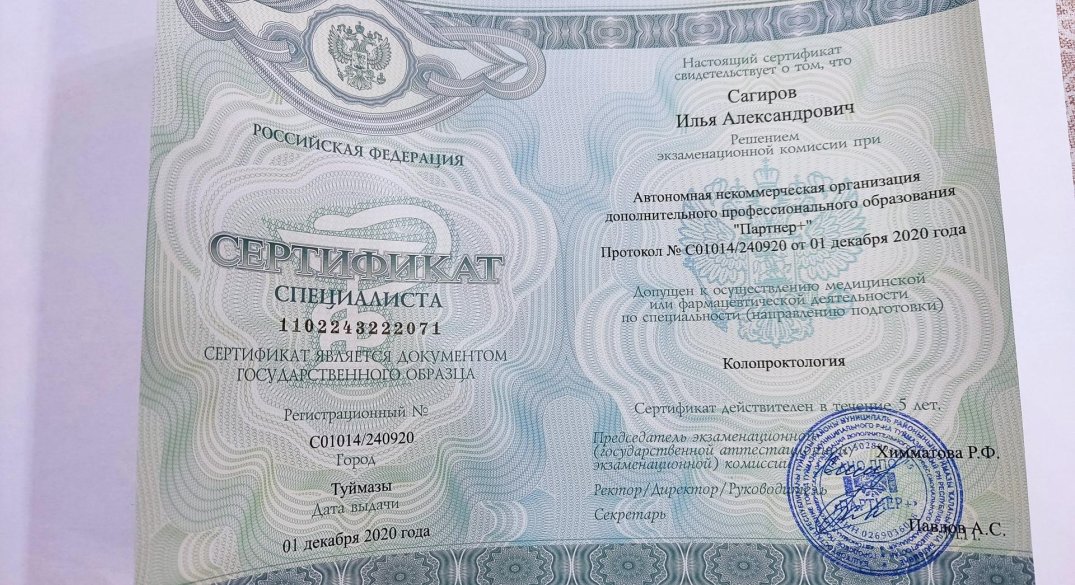 РОССИЙСКАЯ ФЕДЕРАЦИЯ
СЕРТИФИКАТ
СПЕЦИАЛИСТА
1102243222071
СЕРТИФИКАТ ЯВЛЯЕТСЯ ДОКУМЕНТОМ
ГОСУДАРСТВЕННОГО ОБРАЗЦА
Регистрационный №
С01014/240920
Город
Туймазы
Дата выдачи
01 декабря 2020 года
Настоящий сертификат
свидетельствует о том, что
Сагиров
Илья Александрович
Решением
экзаменационной комиссии при
Автономная некоммерческая организация
дополнительного профессионального образования
"Партнер+"
Протокол № С01014/240920 от 01 декабря 2020 года
Допущен к осуществлению медицинской
или фармацевтической деятельности
по специальности (направлению подготовки)
Колопроктология
Сертификат действителен в течение 5 лет.
Председатель экзаменационной
(государственной аттестационной
экзаменационной) комиссии
Химматова Р.Ф.
Ректор/Директор/Руководитель
Секретарь
Павлов А.С.
АНО ДПО
ПАРТНЕР+